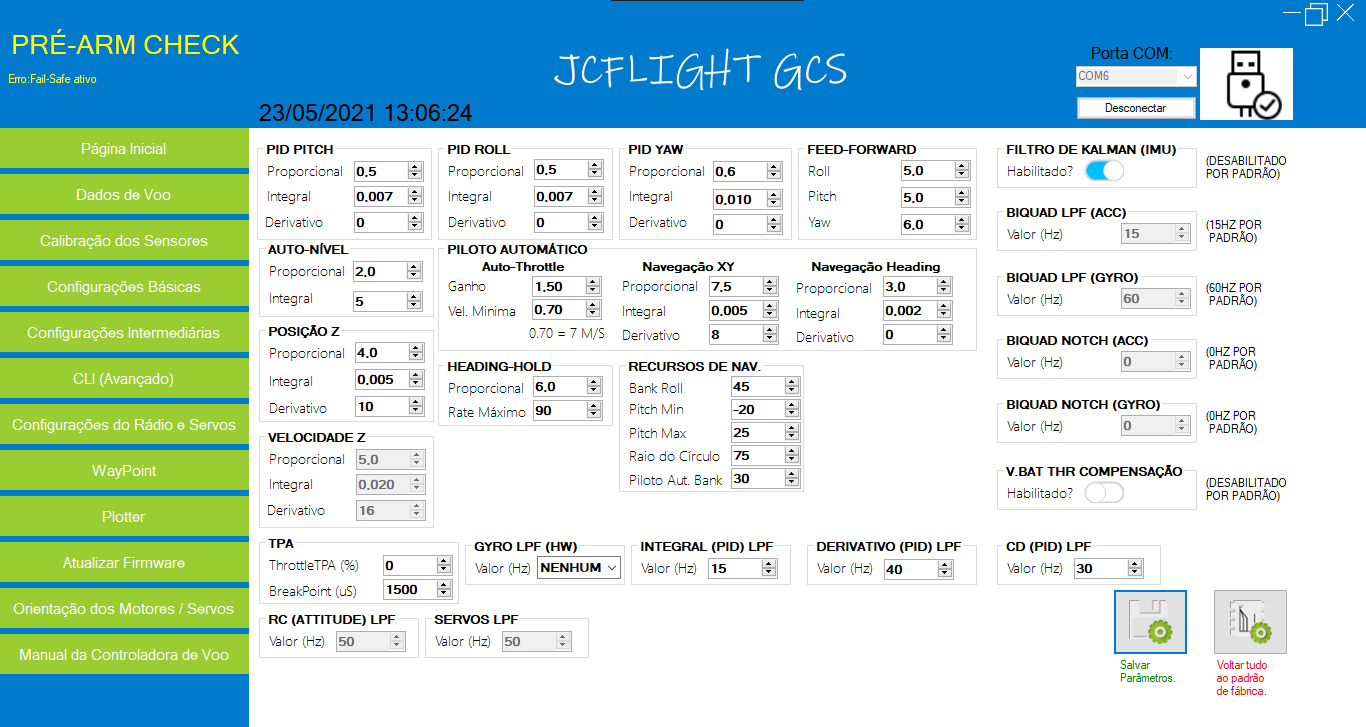 PRÉ-ARM CHECK
Erro:Fail-Safe ativo
JCFLIGHT GCS
23/05/2021 13:06:24
Porta COM:
COM6
Desconectar
Página Inicial
Dados de Voo
Calibração dos Sensores
Configurações Básicas
Configurações Intermediárias
CLI (Avançado)
Configurações do Rádio e Servos
WayPoint
Plotter
Atualizar Firmware
Orientação dos Motores / Servos
Manual da Controladora de Voo
PID PITCH
Proporcional 0.5
Integral 0.007
Derivativo 0
PID ROLL
Proporcional 0.5
Integral 0.007
Derivativo 0
PID YAW
Proporcional 0.6
Integral 0.010
Derivativo 0
FEED-FORWARD
Roll 5.0
Pitch 5.0
Yaw 6.0
AUTO-NÍVEL
Proporcional 2.0
Integral 5
PILOTO AUTOMÁTICO
Auto-Throttle
Ganho 1.50
Vel. Minima 0.70
0.70 = 7 M/S
Navegação XY
Proporcional 7,5
Integral 0.005
Derivativo 8
Navegação Heading
Proporcional 3,0
Integral 0.002
Derivativo 0
POSIÇÃO Z
Proporcional 4.0
Integral 0.005
Derivativo 10
HEADING-HOLD
Proporcional 6,0
Rate Máximo 90
RECURSOS DE NAV.
Bank Roll 45
Pitch Min -20
Pitch Max 25
Raio do Círculo 75
Piloto Aut. Bank 30
VELOCIDADE Z
Proporcional 5.0
Integral 0.020
Derivativo 16
FILTRO DE KALMAN (IMU)
Habilitado?
(DESABILITADO
POR PADRÃO)
BIQUAD LPF (ACC)
Valor (Hz) 15
(15HZ POR
PADRÃO)
BIQUAD LPF (GYRO)
Valor (Hz) 60
(60HZ POR
PADRÃO)
BIQUAD NOTCH (ACC)
Valor (Hz) 0
(0HZ POR
PADRÃO)
BIQUAD NOTCH (GYRO)
Valor (Hz) 0
(0HZ POR
PADRÃO)
V.BAT THR COMPENSAÇÃO
Habilitado?
(DESABILITADO
POR PADRÃO)
TPA
ThrottleTPA (%) 0
BreakPoint (uS) 1500
GYRO LPF (HW)
Valor (Hz) NENHUM
INTEGRAL (PID) LPF
Valor (Hz) 15
DERIVATIVO (PID) LPF
Valor (Hz) 40
CD (PID) LPF
Valor (Hz) 30
RC (ATTITUDE) LPF
Valor (Hz) 50
SERVOS LPF
Valor (Hz) 50
Salvar
Parâmetros.
Voltar tudo
ao padrão
de fábrica.